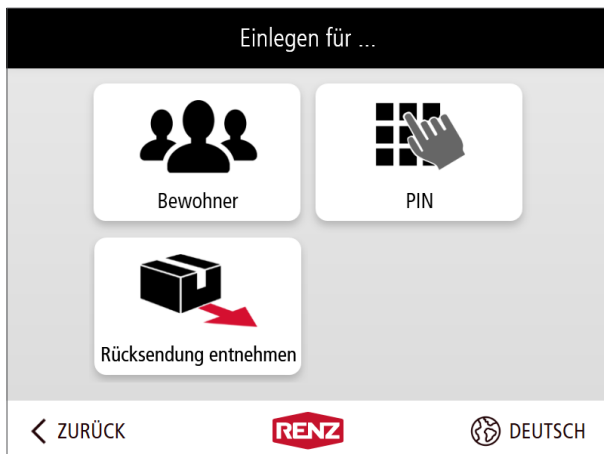 Einlegen für ...
Bewohner
PIN
Rücksendung entnehmen
ZURÜCK
RENZ
DEUTSCH